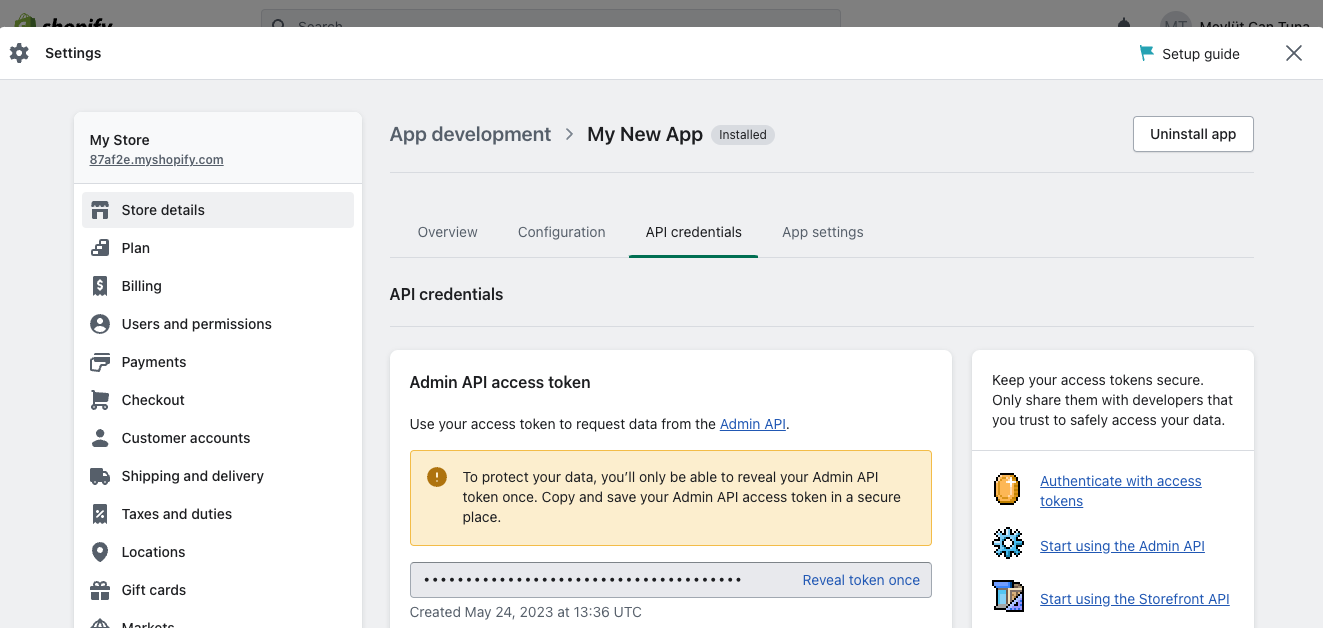 shopify
Search
MT
Mevlüt Can Tuna
Settings
Setup guide
My Store
87af2e.myshopify.com
Store details
Plan
Billing
Users and permissions
Payments
Checkout
Customer accounts
Shipping and delivery
Taxes and duties
Locations
Gift cards
Markets
App development > My New App Installed
Uninstall app
Overview
Configuration
API credentials
App settings
API credentials
Admin API access token
Use your access token to request data from the Admin API.
To protect your data, you’ll only be able to reveal your Admin API
token once. Copy and save your Admin API access token in a secure
place.
••••••••••••••••••••••••••••••••••••••
Reveal token once
Created May 24, 2023 at 13:36 UTC
Keep your access tokens secure.
Only share them with developers that
you trust to safely access your data.
Authenticate with access
tokens
Start using the Admin API
Start using the Storefront API